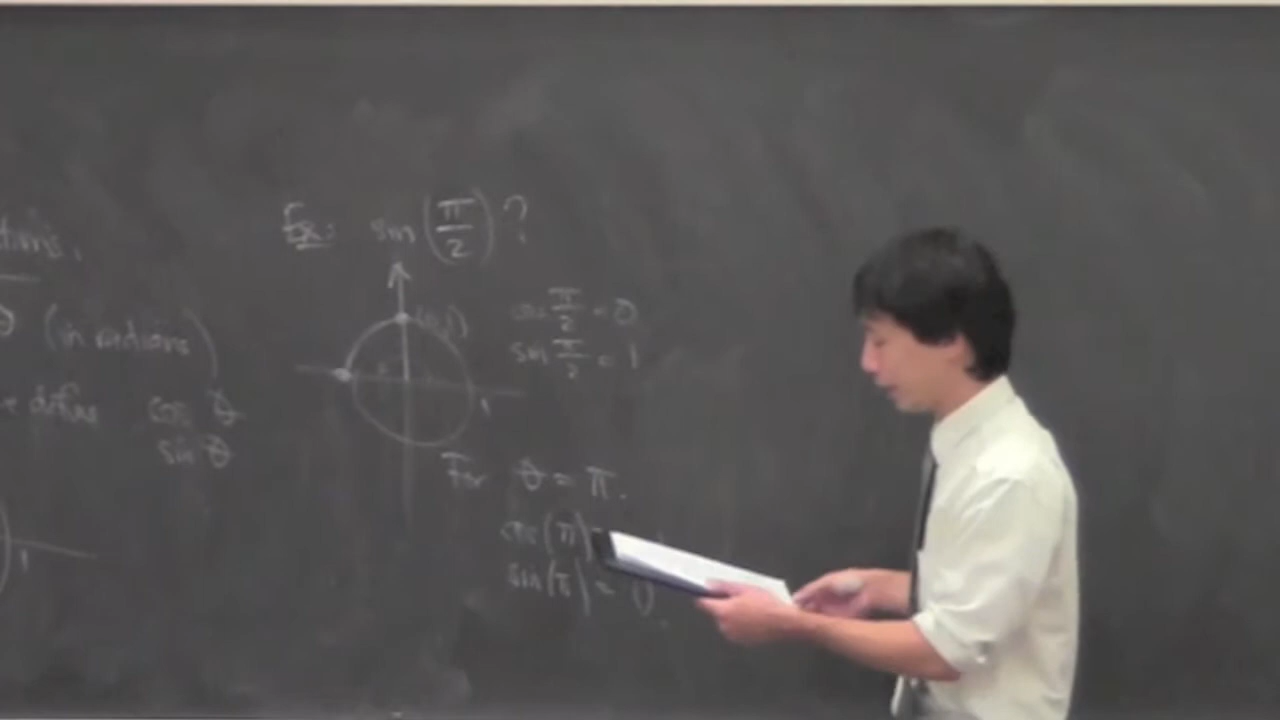 (in radians)
define cos θ
sin θ
1
Ex: sin(π/2)?
cos π/2 = 0
sin π/2 = 1
1
For θ = π.
cos(π)
sin(π) = 0.